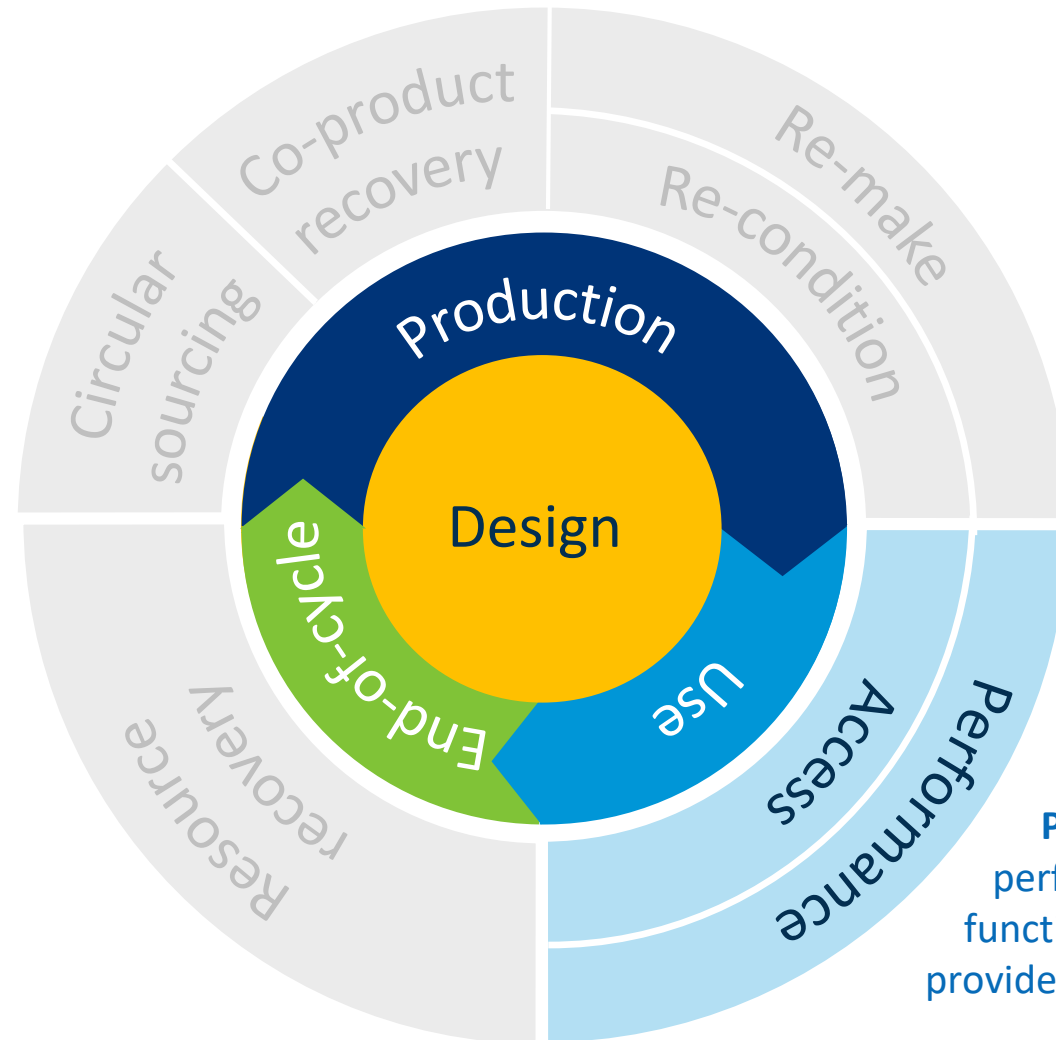 Co-product
recovery
Re-make
Re-condition
Circular
sourcing
Production
Design
End-of-cycle
Use
Access
Performance
Resource
recovery
P
perf
funct
provide